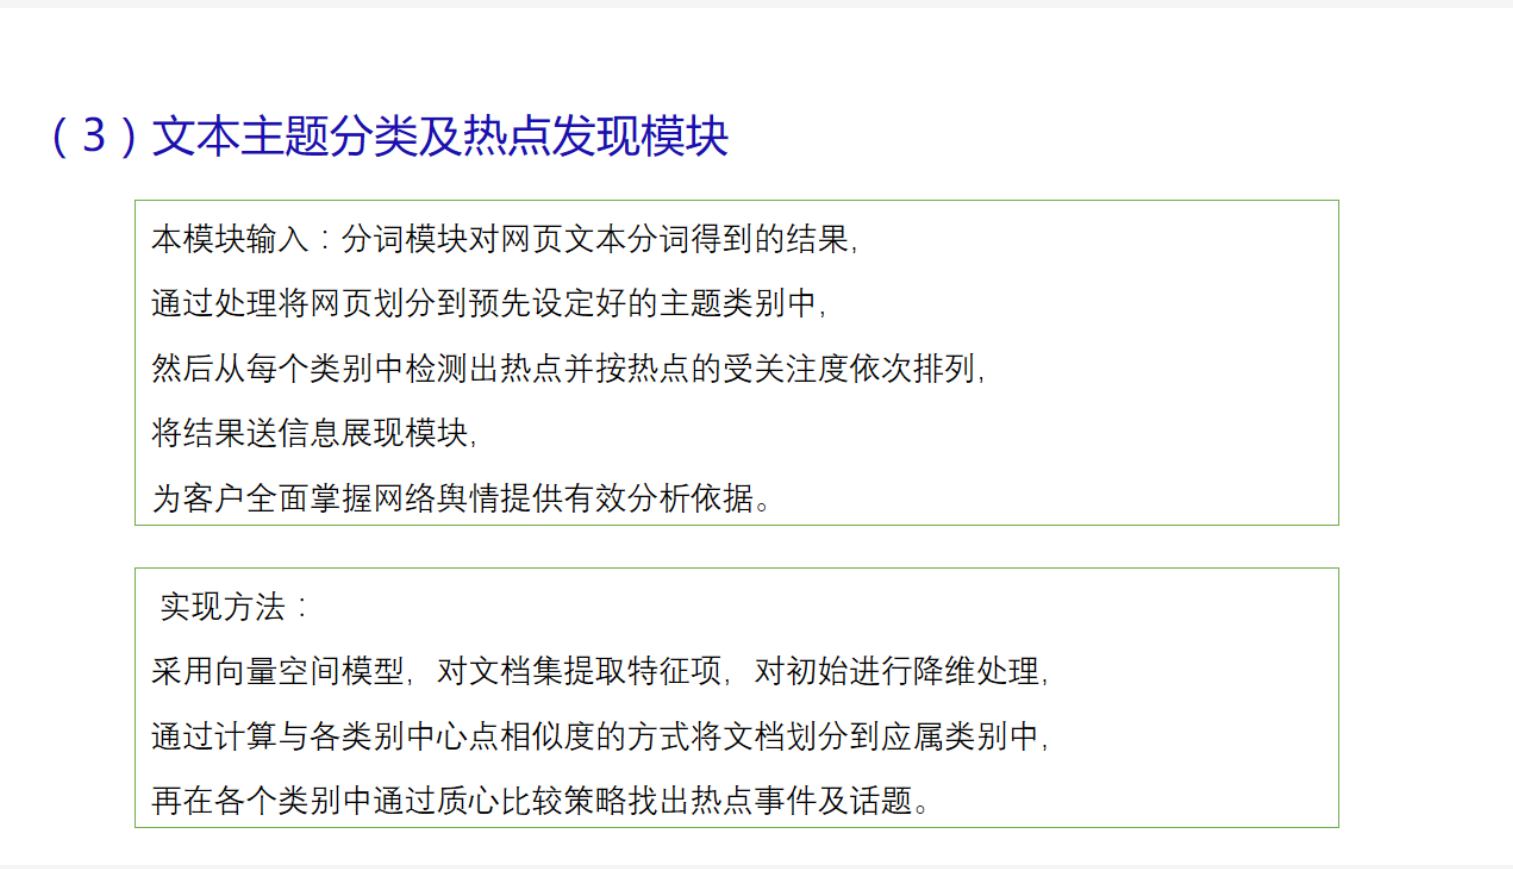 （3）文本主题分类及热点发现模块
本模块输入：分词模块对网页文本分词得到的结果,
通过处理将网页划分到预先设定好的主题类别中,
然后从每个类别中检测出热点并按热点的受关注度依次排列,
将结果送信息展现模块,
为客户全面掌握网络舆情提供有效分析依据。
实现方法：
采用向量空间模型, 对文档集提取特征项, 对初始进行降维处理,
通过计算与各类别中心点相似度的方式将文档划分到应属类别中,
再在各个类别中通过质心比较策略找出热点事件及话题。